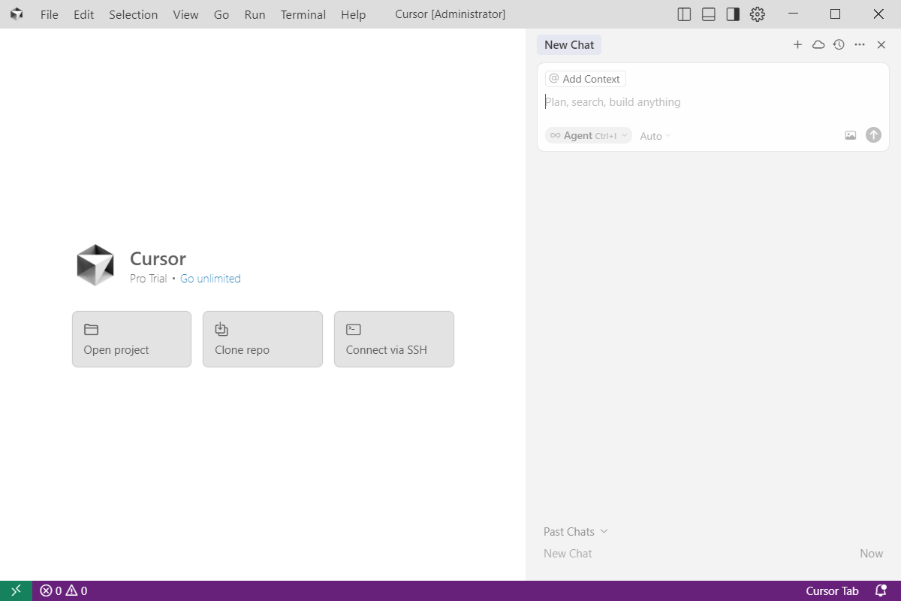 File Edit Selection View Go Run Terminal Help Cursor [Administrator]
New Chat
@ Add Context
Plan, search, build anything
∞ Agent Ctrl+I Auto
Cursor
Pro Trial • Go unlimited
Open project Clone repo Connect via SSH
Past Chats
New Chat Now
0 0 Cursor Tab